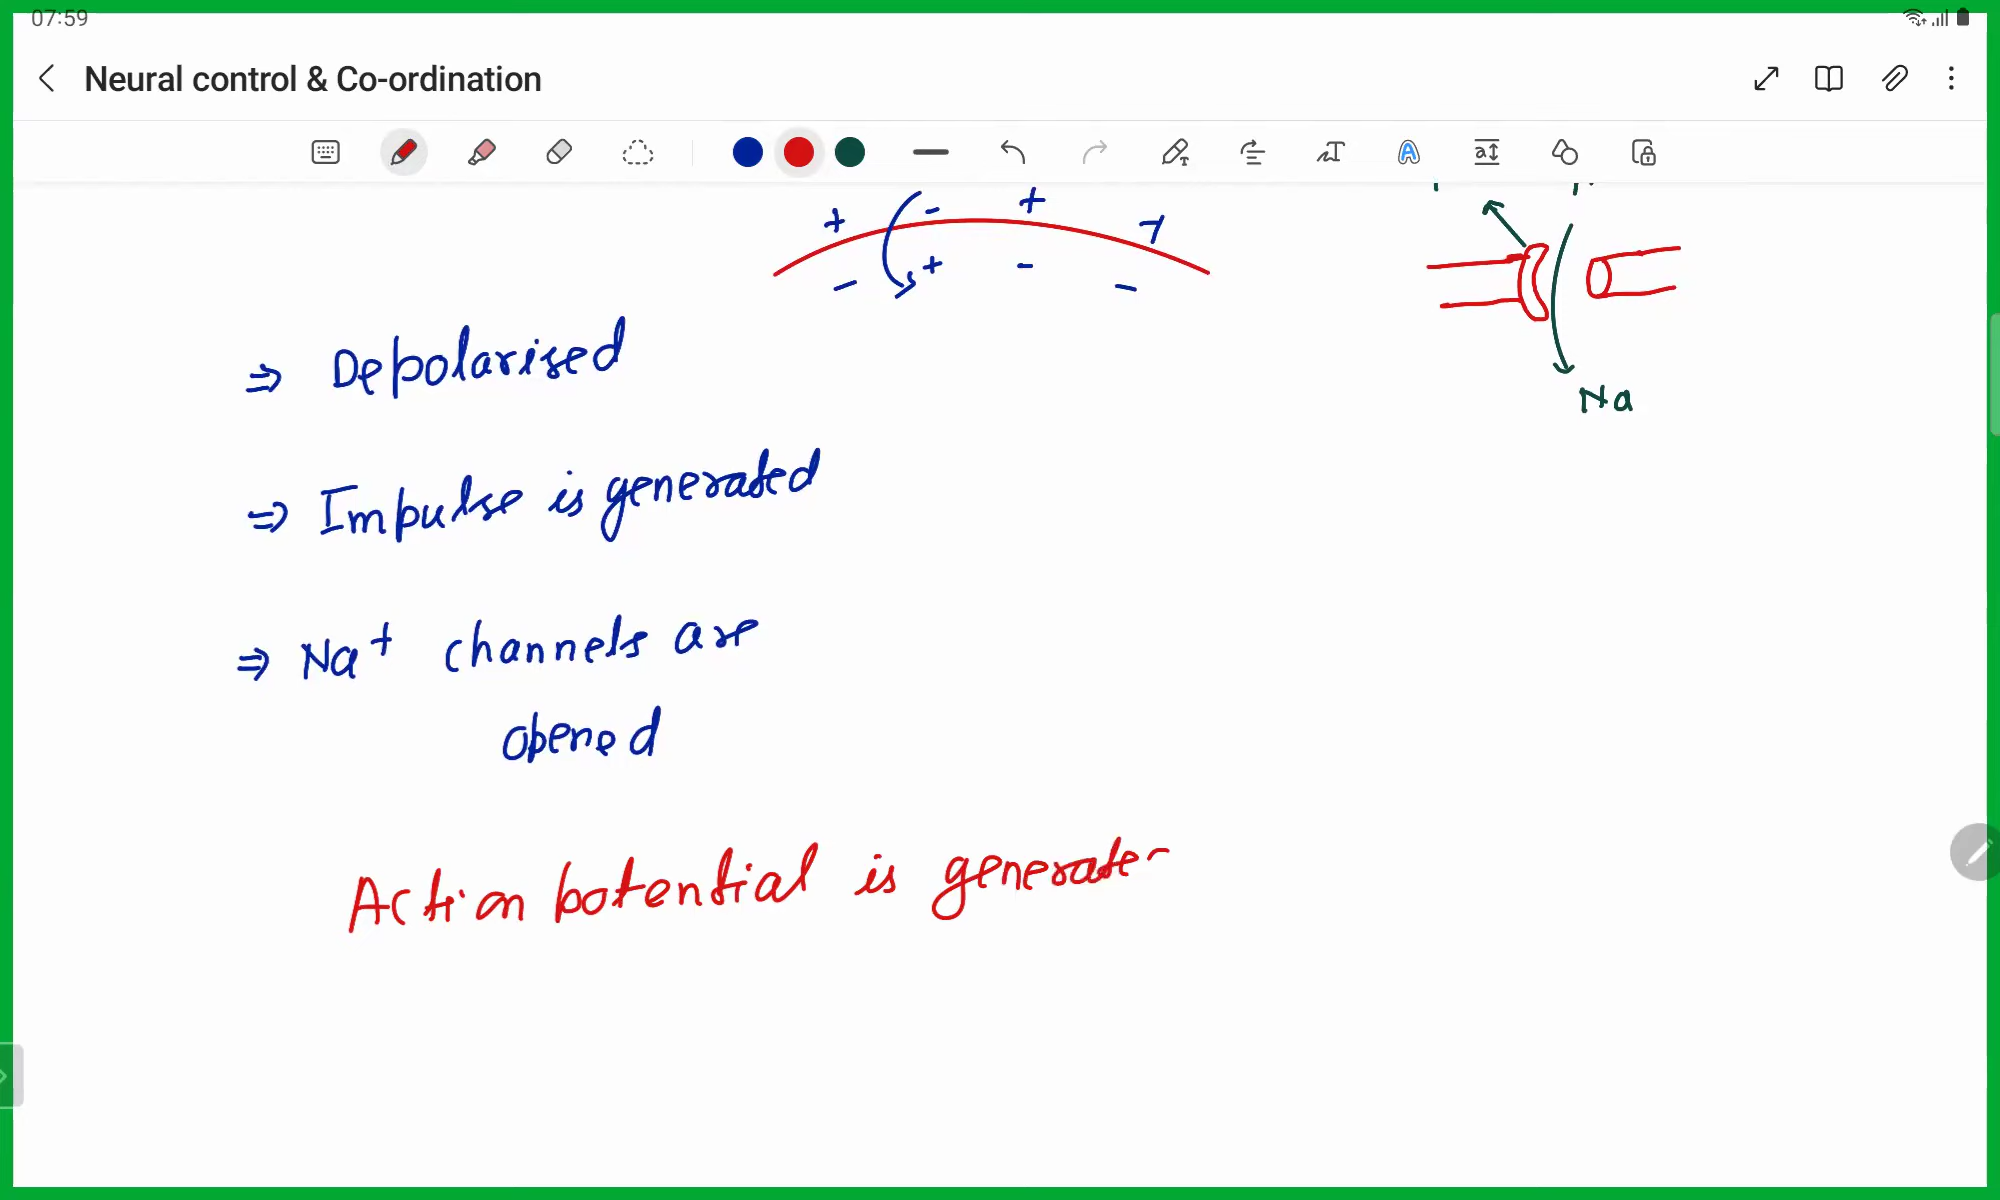 07:59
Neural control & Co-ordination
+ - + +
- + - -
Na
⇒ Depolarised
⇒ Impulse is generated
⇒ Na+ channels are
opened
Action potential is generate